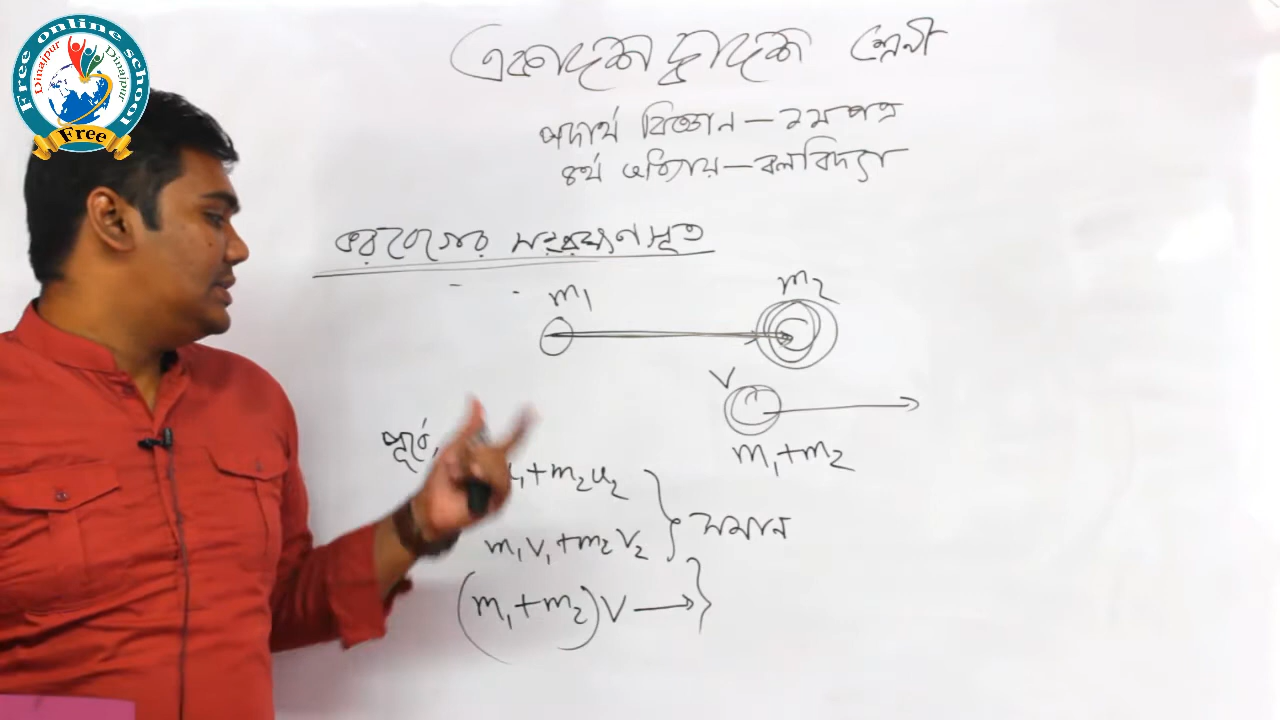 Free online school
Dinajpur Dinajpur
Free
একাদশ দ্বাদশ শ্রেণী
পদার্থ বিজ্ঞান – ১ম পত্র
৪র্থ অধ্যায় – বলবিদ্যা
ভরবেগের সংরক্ষণ সূত্র
m₁
m₂
V
m₁+m₂
পূর্বে,
₁+m₂u₂
m₁v₁+m₂v₂
সমান
(m₁+m₂)V →